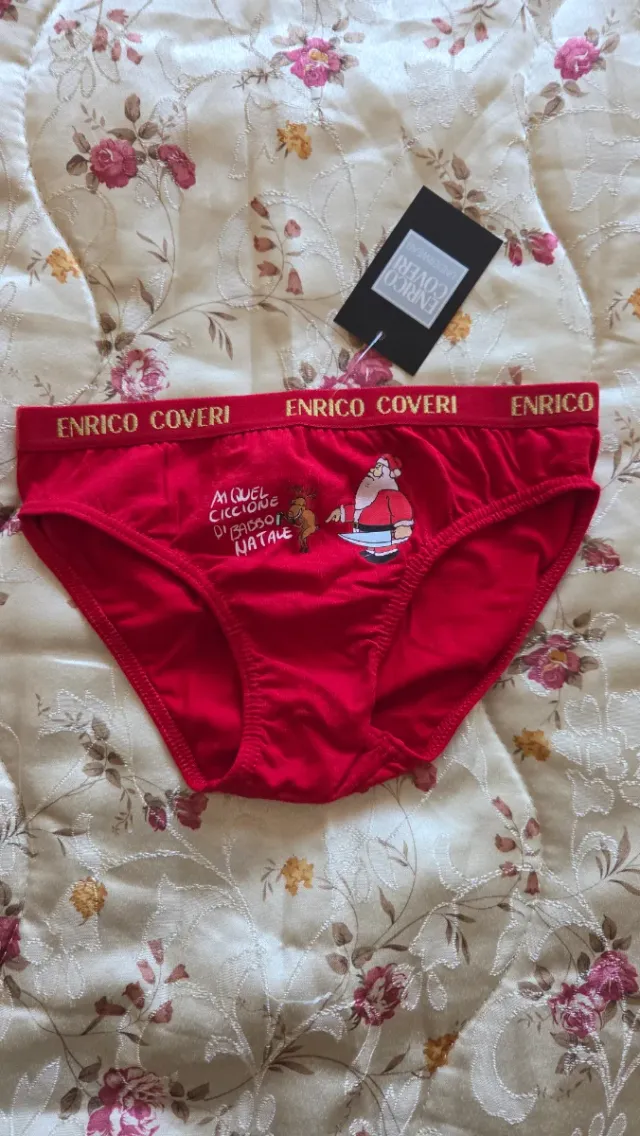 ENRICO
COVERI
ENRICO COVERI ENRICO COVERI ENRICO
A QUEL
CICCIONE
DI BABBO
NATALE